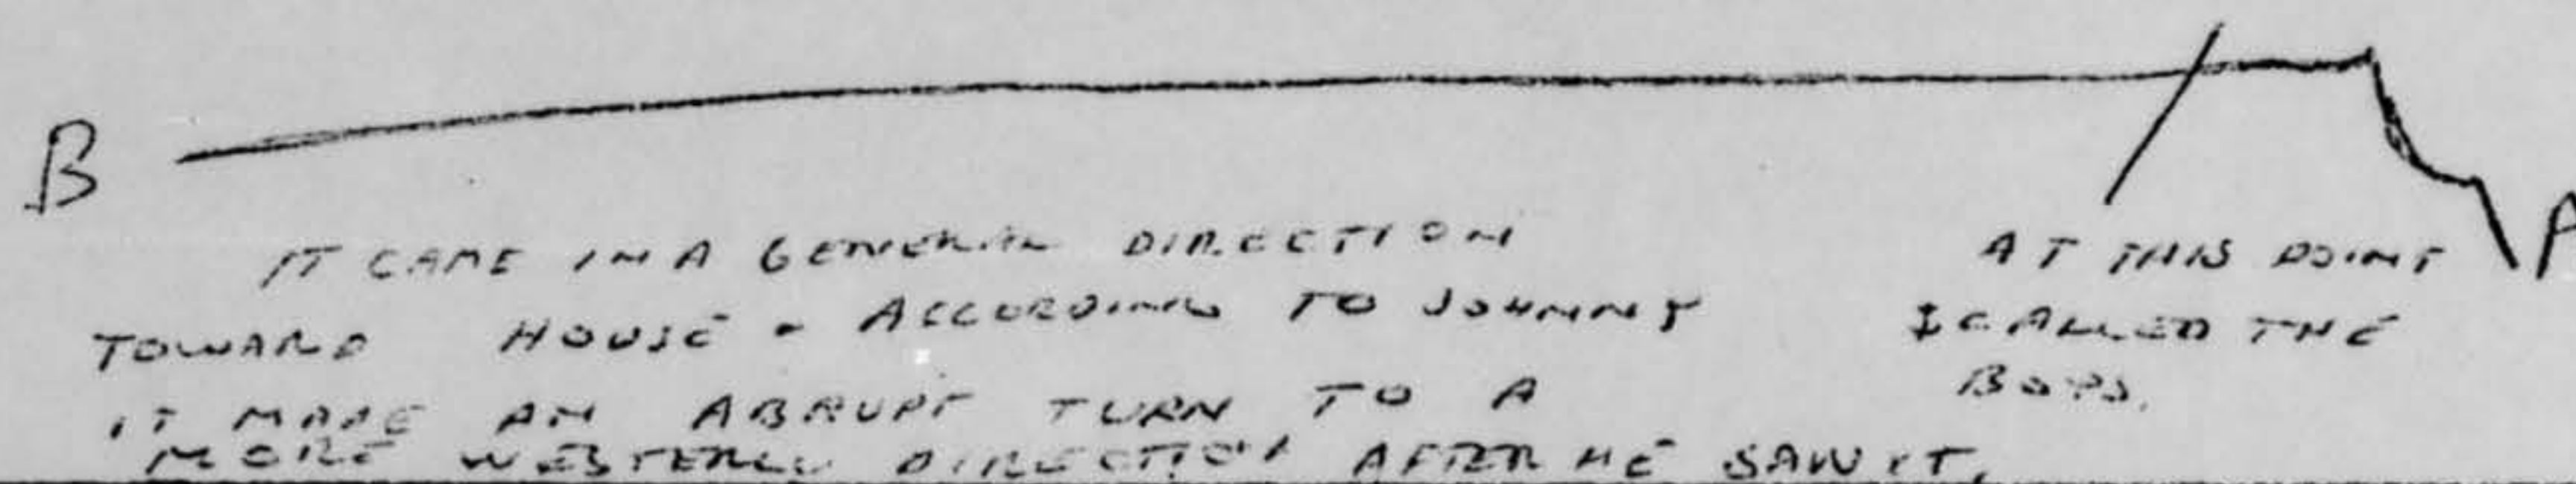 B
A
IT CAME IN A GENERAL DIRECTION
TOWARD HOUSE - ACCORDING TO JOHNNY
IT MADE AN ABRUPT TURN TO A
MORE WESTERLY DIRECTION AFTER HE SAW IT.
AT THIS POINT
I CALLED THE
BOYS.